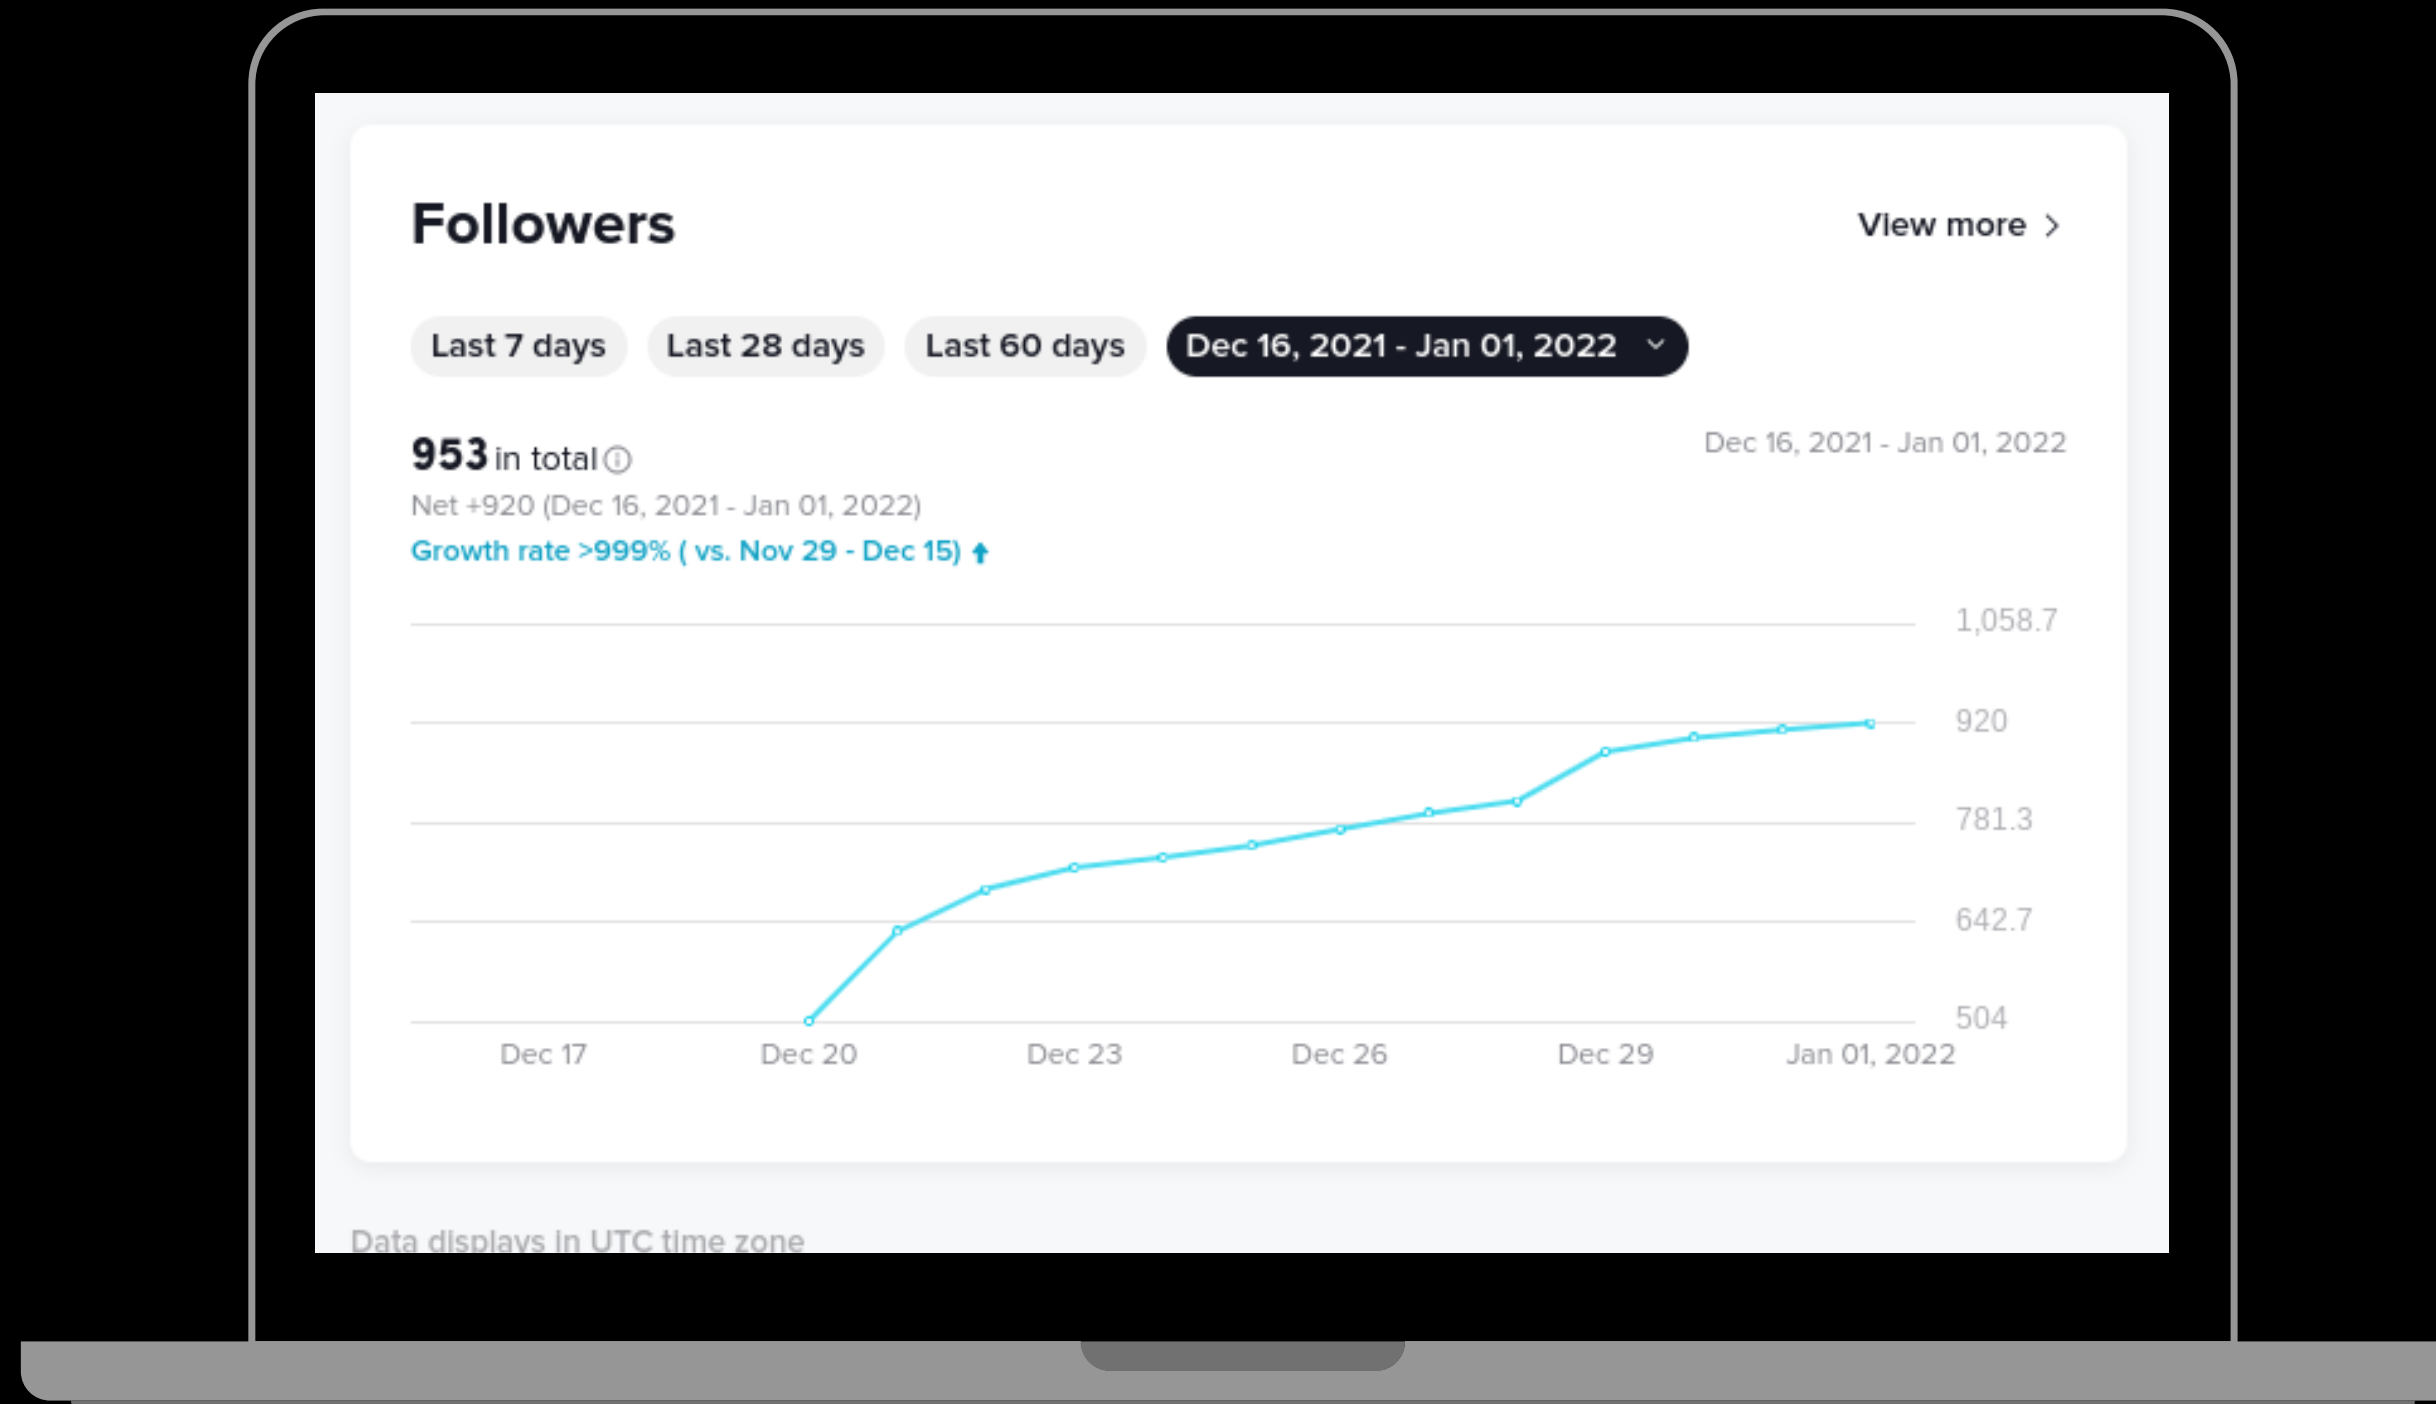 Followers
View more
Last 7 days
Last 28 days
Last 60 days
Dec 16, 2021 - Jan 01, 2022
953 in total
Dec 16, 2021 - Jan 01, 2022
Net +920 (Dec 16, 2021 - Jan 01, 2022)
Growth rate >999% ( vs. Nov 29 - Dec 15)
1,058.7
920
781.3
642.7
504
Dec 17
Dec 20
Dec 23
Dec 26
Dec 29
Jan 01, 2022
Data displays in UTC time zone